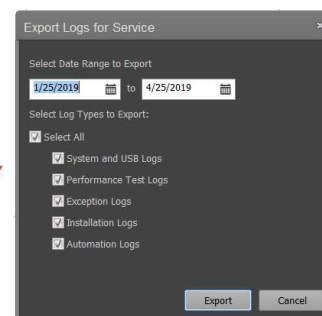 Export Logs for Service
Select Date Range to Export
1/25/2019 to 4/25/2019
Select Log Types to Export:
Select All
System and USB Logs
Performance Test Logs
Exception Logs
Installation Logs
Automation Logs
Export Cancel